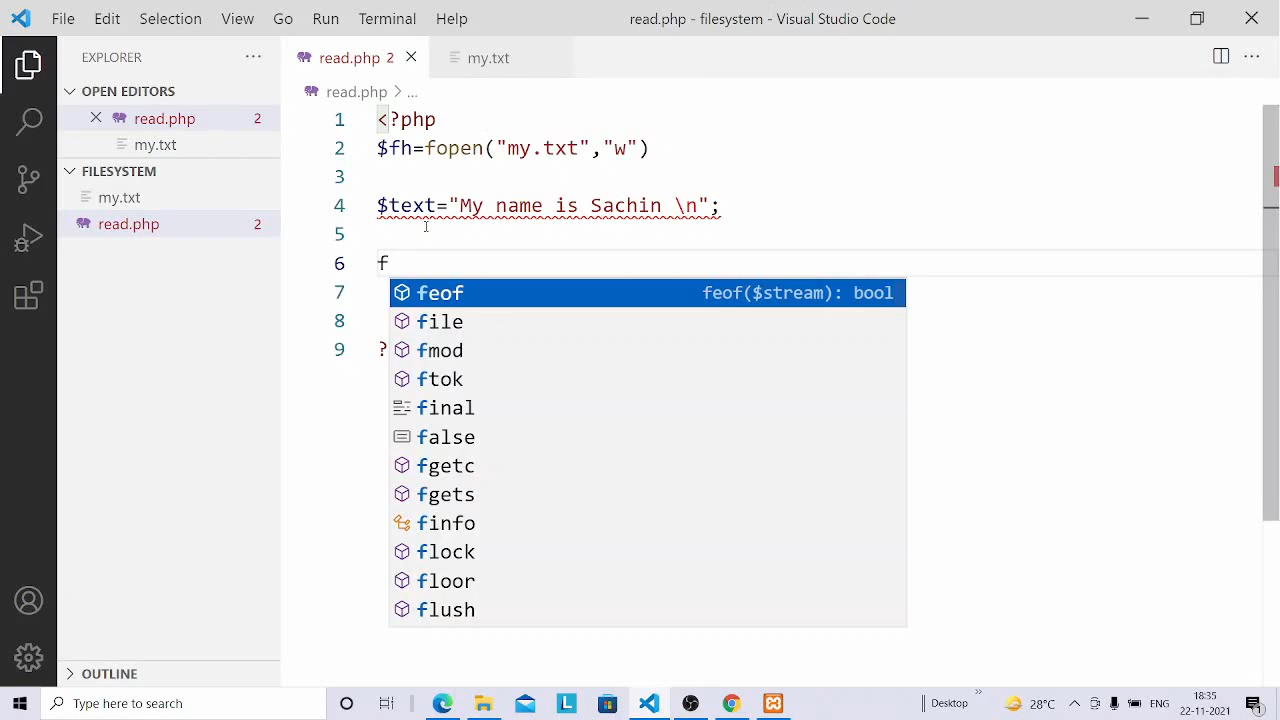 File Edit Selection View Go Run Terminal Help read.php - filesystem - Visual Studio Code
EXPLORER
read.php 2
my.txt
OPEN EDITORS
read.php 2
my.txt
FILESYSTEM
my.txt
read.php 2
OUTLINE
read.php > ...
1 <?php
2 $fh=fopen("my.txt","w")
3
4 $text="My name is Sachin \n";
5
6 f
7
8
9 ?
feof feof($stream): bool
file
fmod
ftok
final
false
fgetc
fgets
finfo
flock
floor
flush
Type here to search
L
Desktop
28°C
18:35
22-11-2021
1